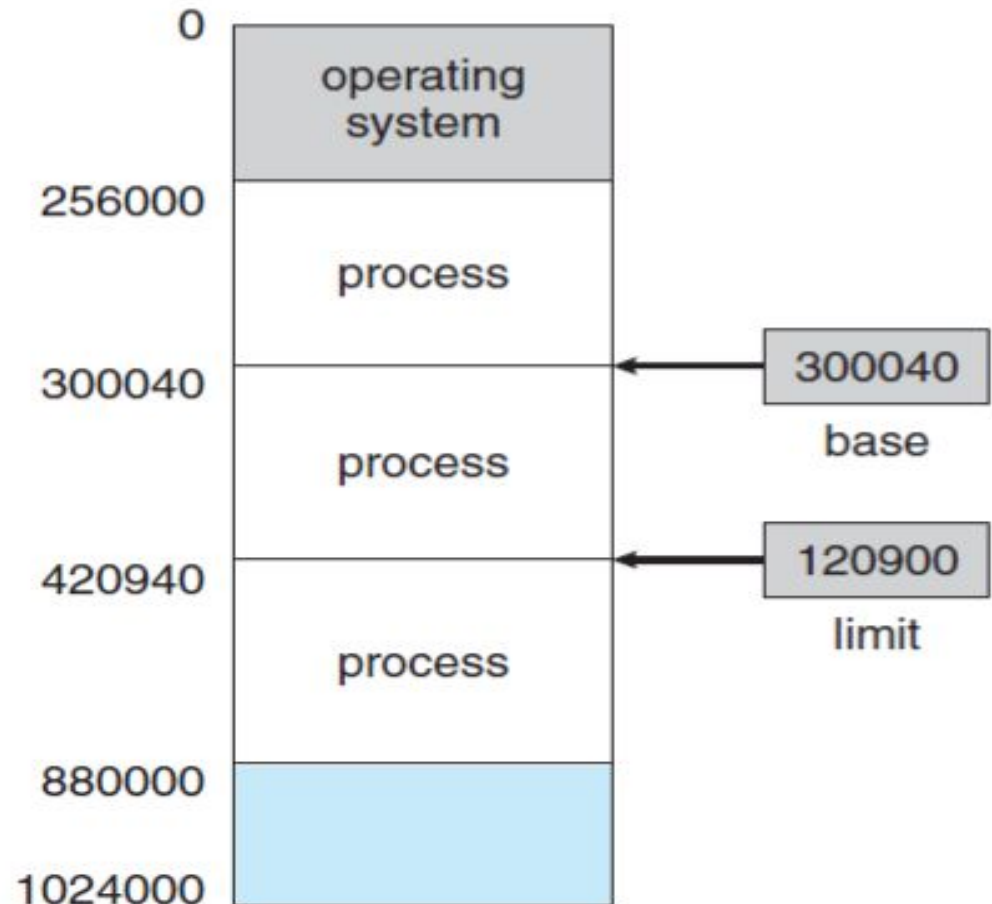 0
operating
system
256000
process
300040
300040
base
process
420940
120900
limit
process
880000
1024000